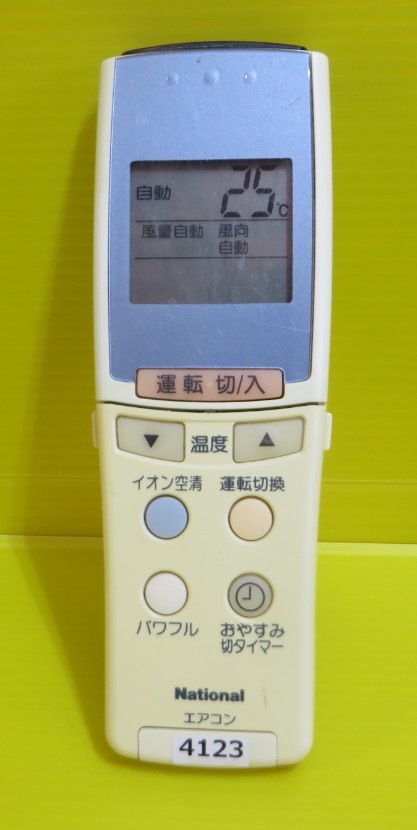 自動 25℃
風量自動 風向
自動
運転 切/入
▼ 温度 ▲
イオン空清 運転切換
パワフル おやすみ
切タイマー
National
エアコン
4123